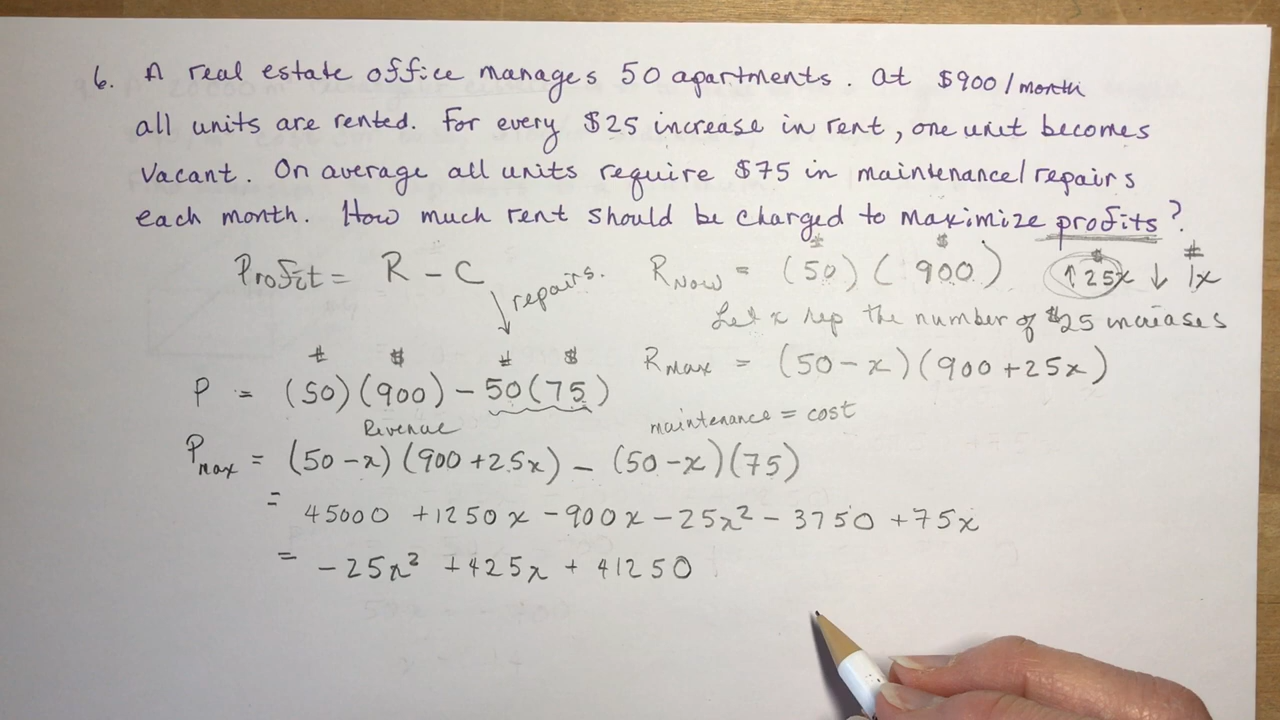 6. A real estate office manages 50 apartments. At $900/month
all units are rented. For every $25 increase in rent, one unit becomes
vacant. On average all units require $75 in maintenance/repairs
each month. How much rent should be charged to maximize profits?
Profit = R - C
repairs.
# $
R Now = (50)(900)
$ #
↑25x ↓ 1x
Let x rep the number of $25 increases
R Max = (50-x)(900+25x)
# $ # $
P = (50)(900) - 50(75)
Revenue
maintenance = cost
Pmax = (50-x)(900+25x) - (50-x)(75)
= 45000 +1250x -900x -25x² -3750 +75x
= -25x² +425x + 41250